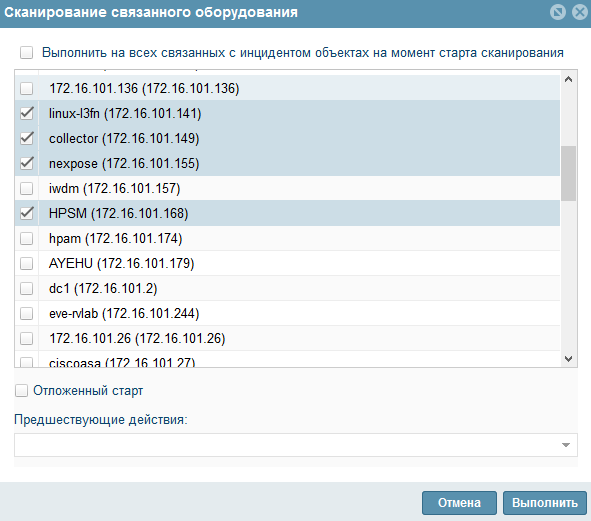 Сканирование связанного оборудования
Выполнить на всех связанных с инцидентом объектах на момент старта сканирования
172.16.101.136 (172.16.101.136)
linux-l3fn (172.16.101.141)
collector (172.16.101.149)
nexpose (172.16.101.155)
iwdm (172.16.101.157)
HPSM (172.16.101.168)
hpam (172.16.101.174)
AYEHU (172.16.101.179)
dc1 (172.16.101.2)
eve-rvlab (172.16.101.244)
172.16.101.26 (172.16.101.26)
ciscoasa (172.16.101.27)
Отложенный старт
Предшествующие действия:
Отмена Выполнить